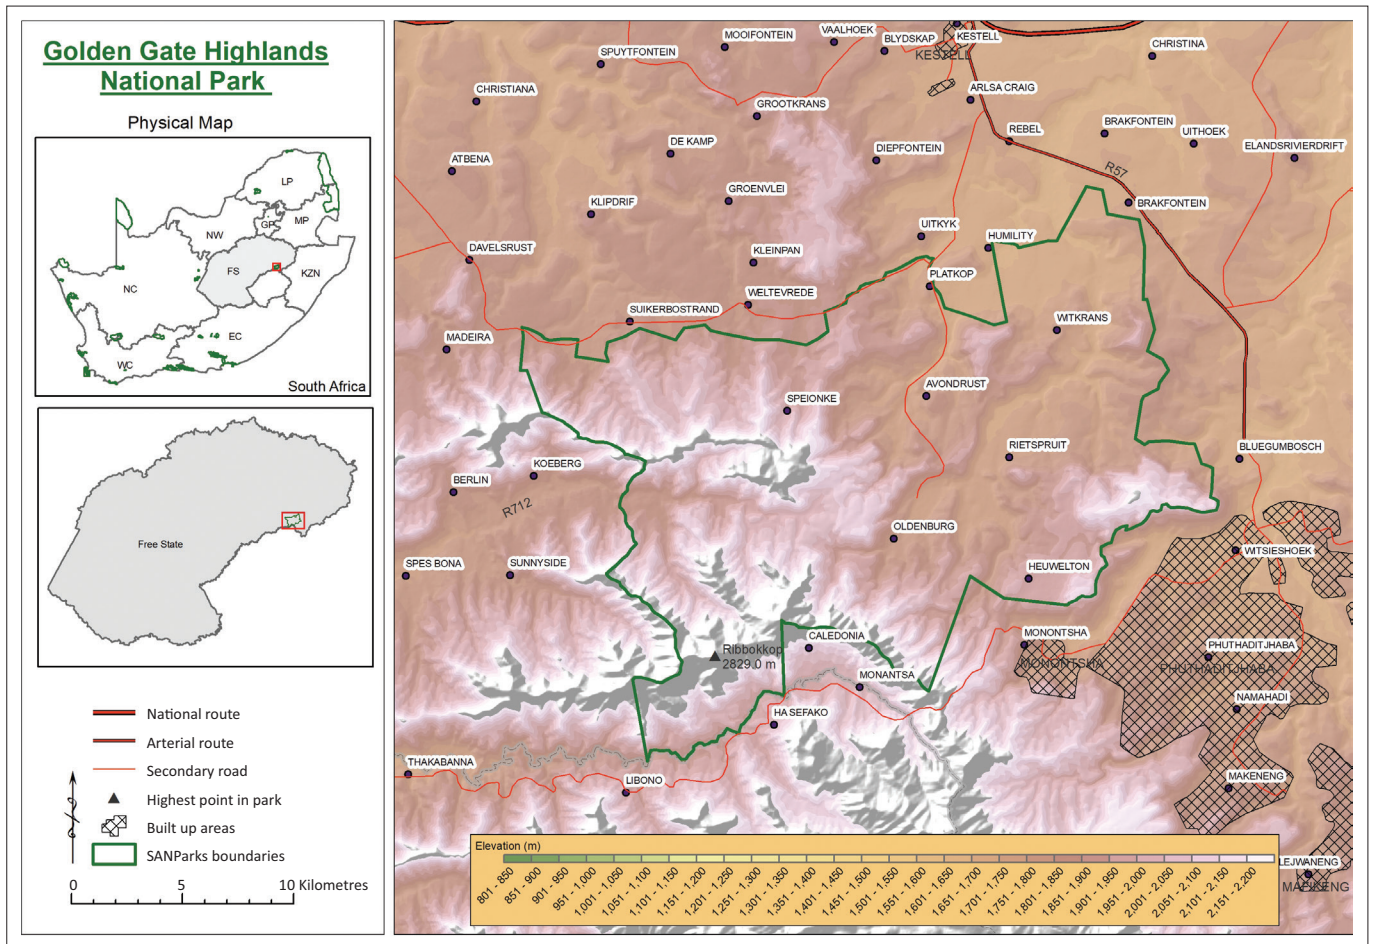 Golden Gate Highlands
National Park
Physical Map
LP
NW
GP
MP
FS
KZN
NC
EC
WC
South Africa
Free State
National route
Arterial route
Secondary road
Highest point in park
Built up areas
SANParks boundaries
0 5 10 Kilometres
MOOIFONTEIN
VAALHOEK
BLYDSKAP
KESTELL
KESTELL
CHRISTINA
SPUYTFONTEIN
CHRISTIANA
GROOTKRANS
ARLSA CRAIG
DE KAMP
REBEL
BRAKFONTEIN
UITHOEK
ELANDSRIVIERDRIFT
DIEPFONTEIN
ATBENA
R57
GROENVLEI
KLIPDRIF
BRAKFONTEIN
UITKYK
HUMILITY
DAVELSRUST
KLEINPAN
PLATKOP
WELTEVREDE
SUIKERBOSTRAND
WITKRANS
MADEIRA
AVONDRUST
SPEIONKE
RIETSPRUIT
BLUEGUMBOSCH
KOEBERG
BERLIN
R712
OLDENBURG
WITSIESHOEK
SPES BONA
SUNNYSIDE
HEUWELTON
CALEDONIA
MONONTSHA
MONONTSHA
PHUTHADITJHABA
PHUTHADITJHABA
Ribbokkop
2829.0 m
MONANTSA
NAMAHADI
HA SEFAKO
THAKABANNA
LIBONO
MAKENENG
LEJWANENG
MAPIKENG
Elevation (m)
801 - 850
851 - 900
901 - 950
951 - 1,000
1,001 - 1,050
1,051 - 1,100
1,101 - 1,150
1,151 - 1,200
1,201 - 1,250
1,251 - 1,300
1,301 - 1,350
1,351 - 1,400
1,401 - 1,450
1,451 - 1,500
1,501 - 1,550
1,551 - 1,600
1,601 - 1,650
1,651 - 1,700
1,701 - 1,750
1,751 - 1,800
1,801 - 1,850
1,851 - 1,900
1,901 - 1,950
1,951 - 2,000
2,001 - 2,050
2,051 - 2,100
2,101 - 2,150
2,151 - 2,200